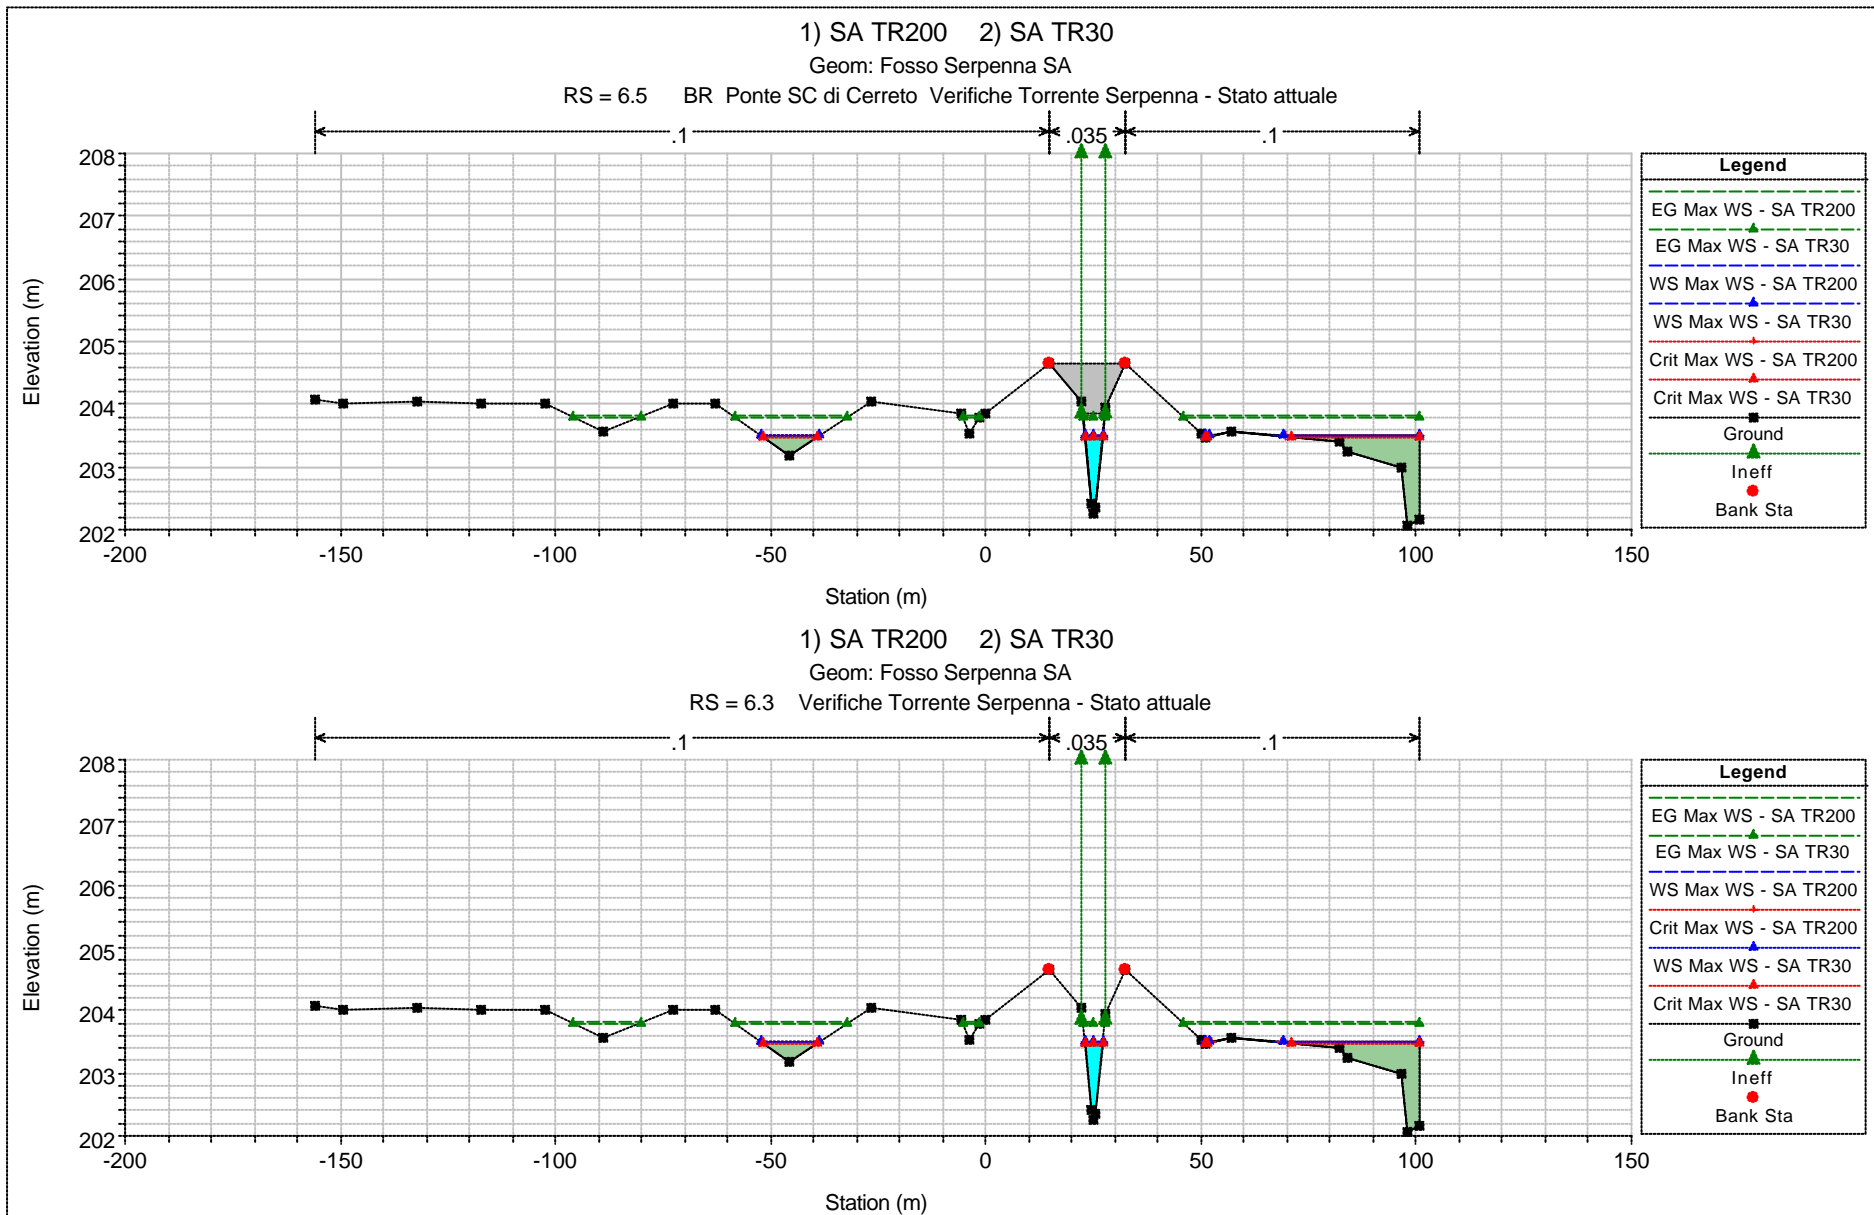 1) SA TR200    2) SA TR30
Geom: Fosso Serpenna SA
RS = 6.5    BR  Ponte SC di Cerreto  Verifiche Torrente Serpenna - Stato attuale
.1    .035    .1
208
207
206
205
204
203
202
Elevation (m)
-200    -150    -100    -50    0    50    100    150
Station (m)
Legend
EG Max WS - SA TR200
EG Max WS - SA TR30
WS Max WS - SA TR200
WS Max WS - SA TR30
Crit Max WS - SA TR200
Crit Max WS - SA TR30
Ground
Ineff
Bank Sta
1) SA TR200    2) SA TR30
Geom: Fosso Serpenna SA
RS = 6.3    Verifiche Torrente Serpenna - Stato attuale
.1    .035    .1
208
207
206
205
204
203
202
Elevation (m)
-200    -150    -100    -50    0    50    100    150
Station (m)
Legend
EG Max WS - SA TR200
EG Max WS - SA TR30
WS Max WS - SA TR200
Crit Max WS - SA TR200
WS Max WS - SA TR30
Crit Max WS - SA TR30
Ground
Ineff
Bank Sta